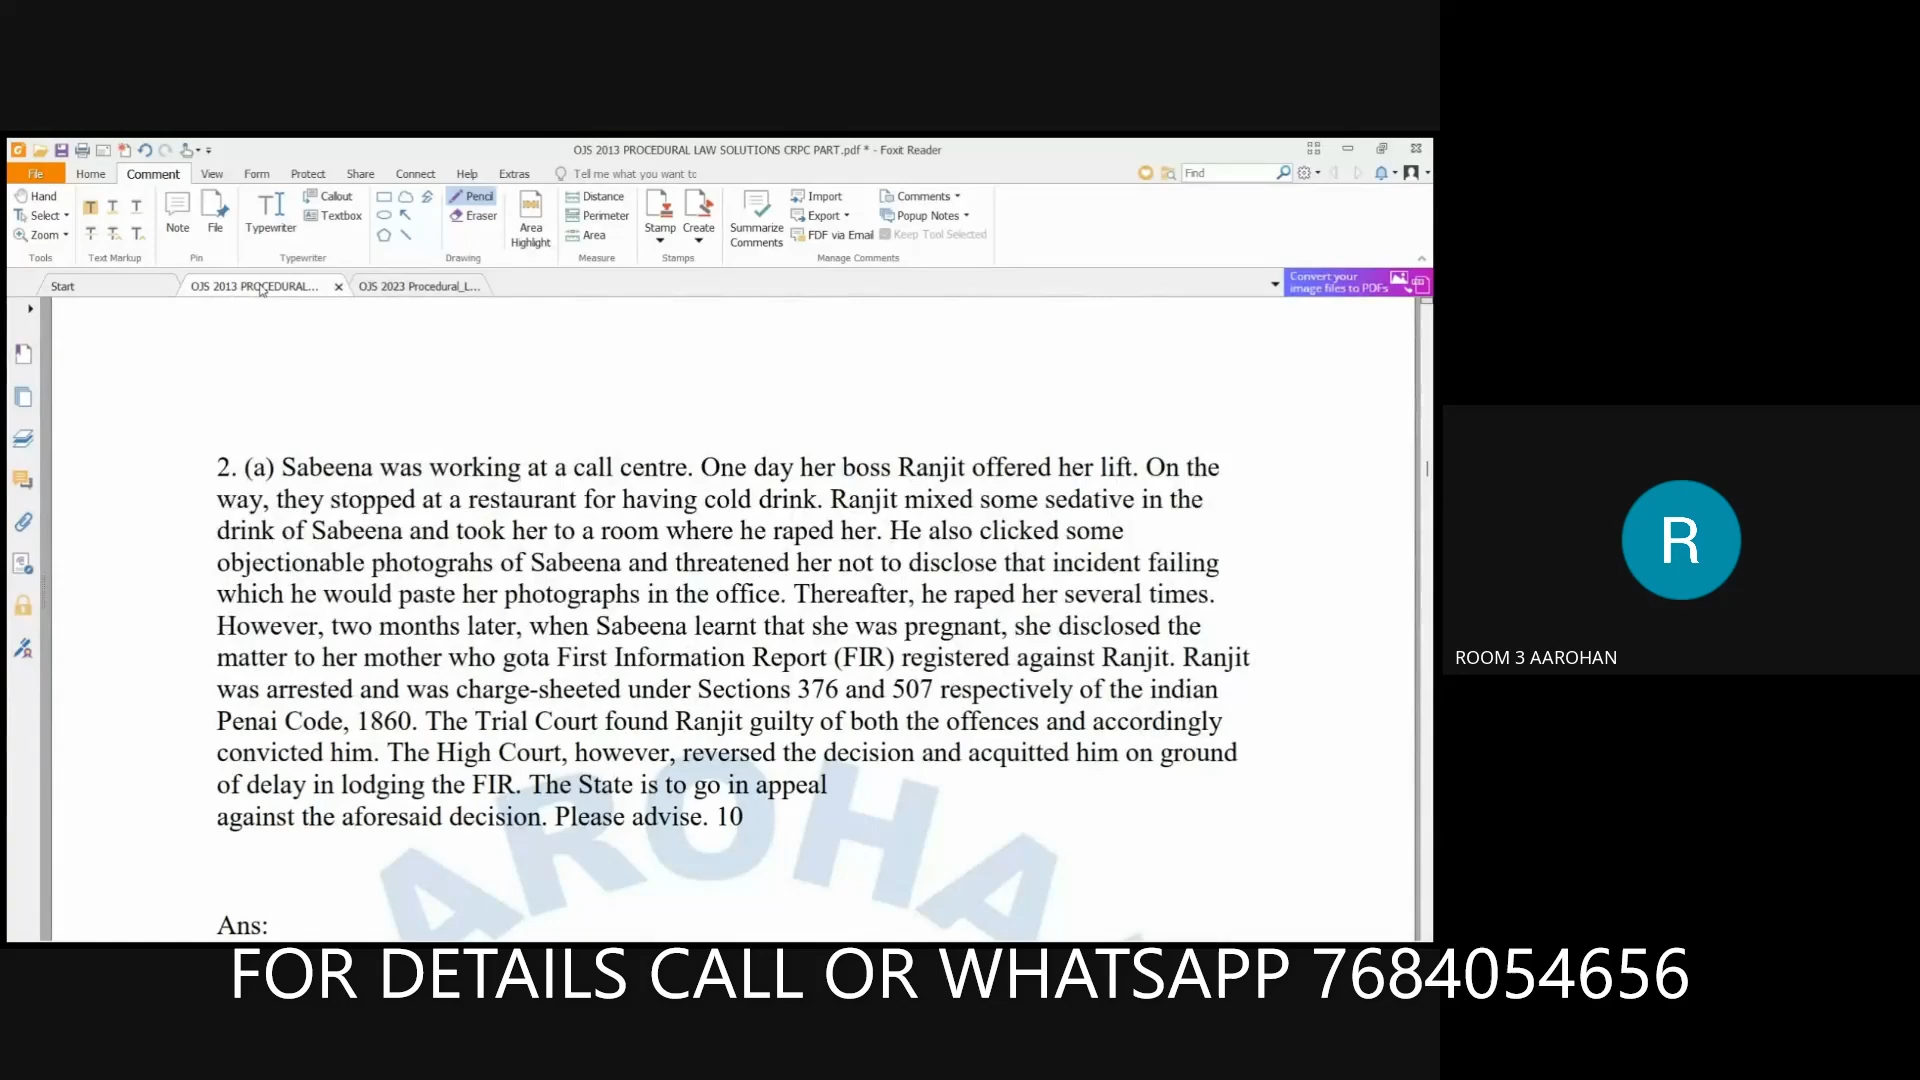 OJS 2013 PROCEDURAL LAW SOLUTIONS CRPC PART.pdf * - Foxit Reader
File Home Comment View Form Protect Share Connect Help Extras Tell me what you want to Find
Hand
Select
Zoom
Tools
Text Markup
Note File
Pin
Typewriter
Callout
Textbox
Typewriter
Pencil
Eraser
Drawing
Area
Highlight
Distance
Perimeter
Area
Measure
Stamp Create
Stamps
Summarize
Comments
Import
Export
FDF via Email
Comments
Popup Notes
Keep Tool Selected
Manage Comments
Start OJS 2013 PROCEDURAL... OJS 2023 Procedural_L...
Convert your
image files to PDFs
2. (a) Sabeena was working at a call centre. One day her boss Ranjit offered her lift. On the
way, they stopped at a restaurant for having cold drink. Ranjit mixed some sedative in the
drink of Sabeena and took her to a room where he raped her. He also clicked some
objectionable photograhs of Sabeena and threatened her not to disclose that incident failing
which he would paste her photographs in the office. Thereafter, he raped her several times.
However, two months later, when Sabeena learnt that she was pregnant, she disclosed the
matter to her mother who gota First Information Report (FIR) registered against Ranjit. Ranjit
was arrested and was charge-sheeted under Sections 376 and 507 respectively of the indian
Penai Code, 1860. The Trial Court found Ranjit guilty of both the offences and accordingly
convicted him. The High Court, however, reversed the decision and acquitted him on ground
of delay in lodging the FIR. The State is to go in appeal
against the aforesaid decision. Please advise. 10
AROHA
Ans:
R
ROOM 3 AAROHAN
FOR DETAILS CALL OR WHATSAPP 7684054656